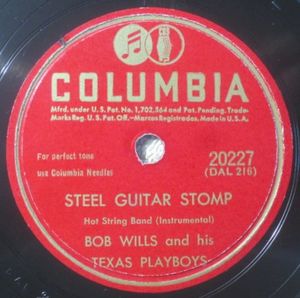 COLUMBIA
Mfrd. under U.S. Pat. No. 1,702,564 and Pat. Pending. Trade-
Marks Reg. U.S. Pat. Off.—Marcas Registradas. Made in U.S.A.
For perfect tone
use Columbia Needles
20227
(DAL 216)
STEEL GUITAR STOMP
Hot String Band (Instrumental)
BOB WILLS and his
TEXAS PLAYBOYS